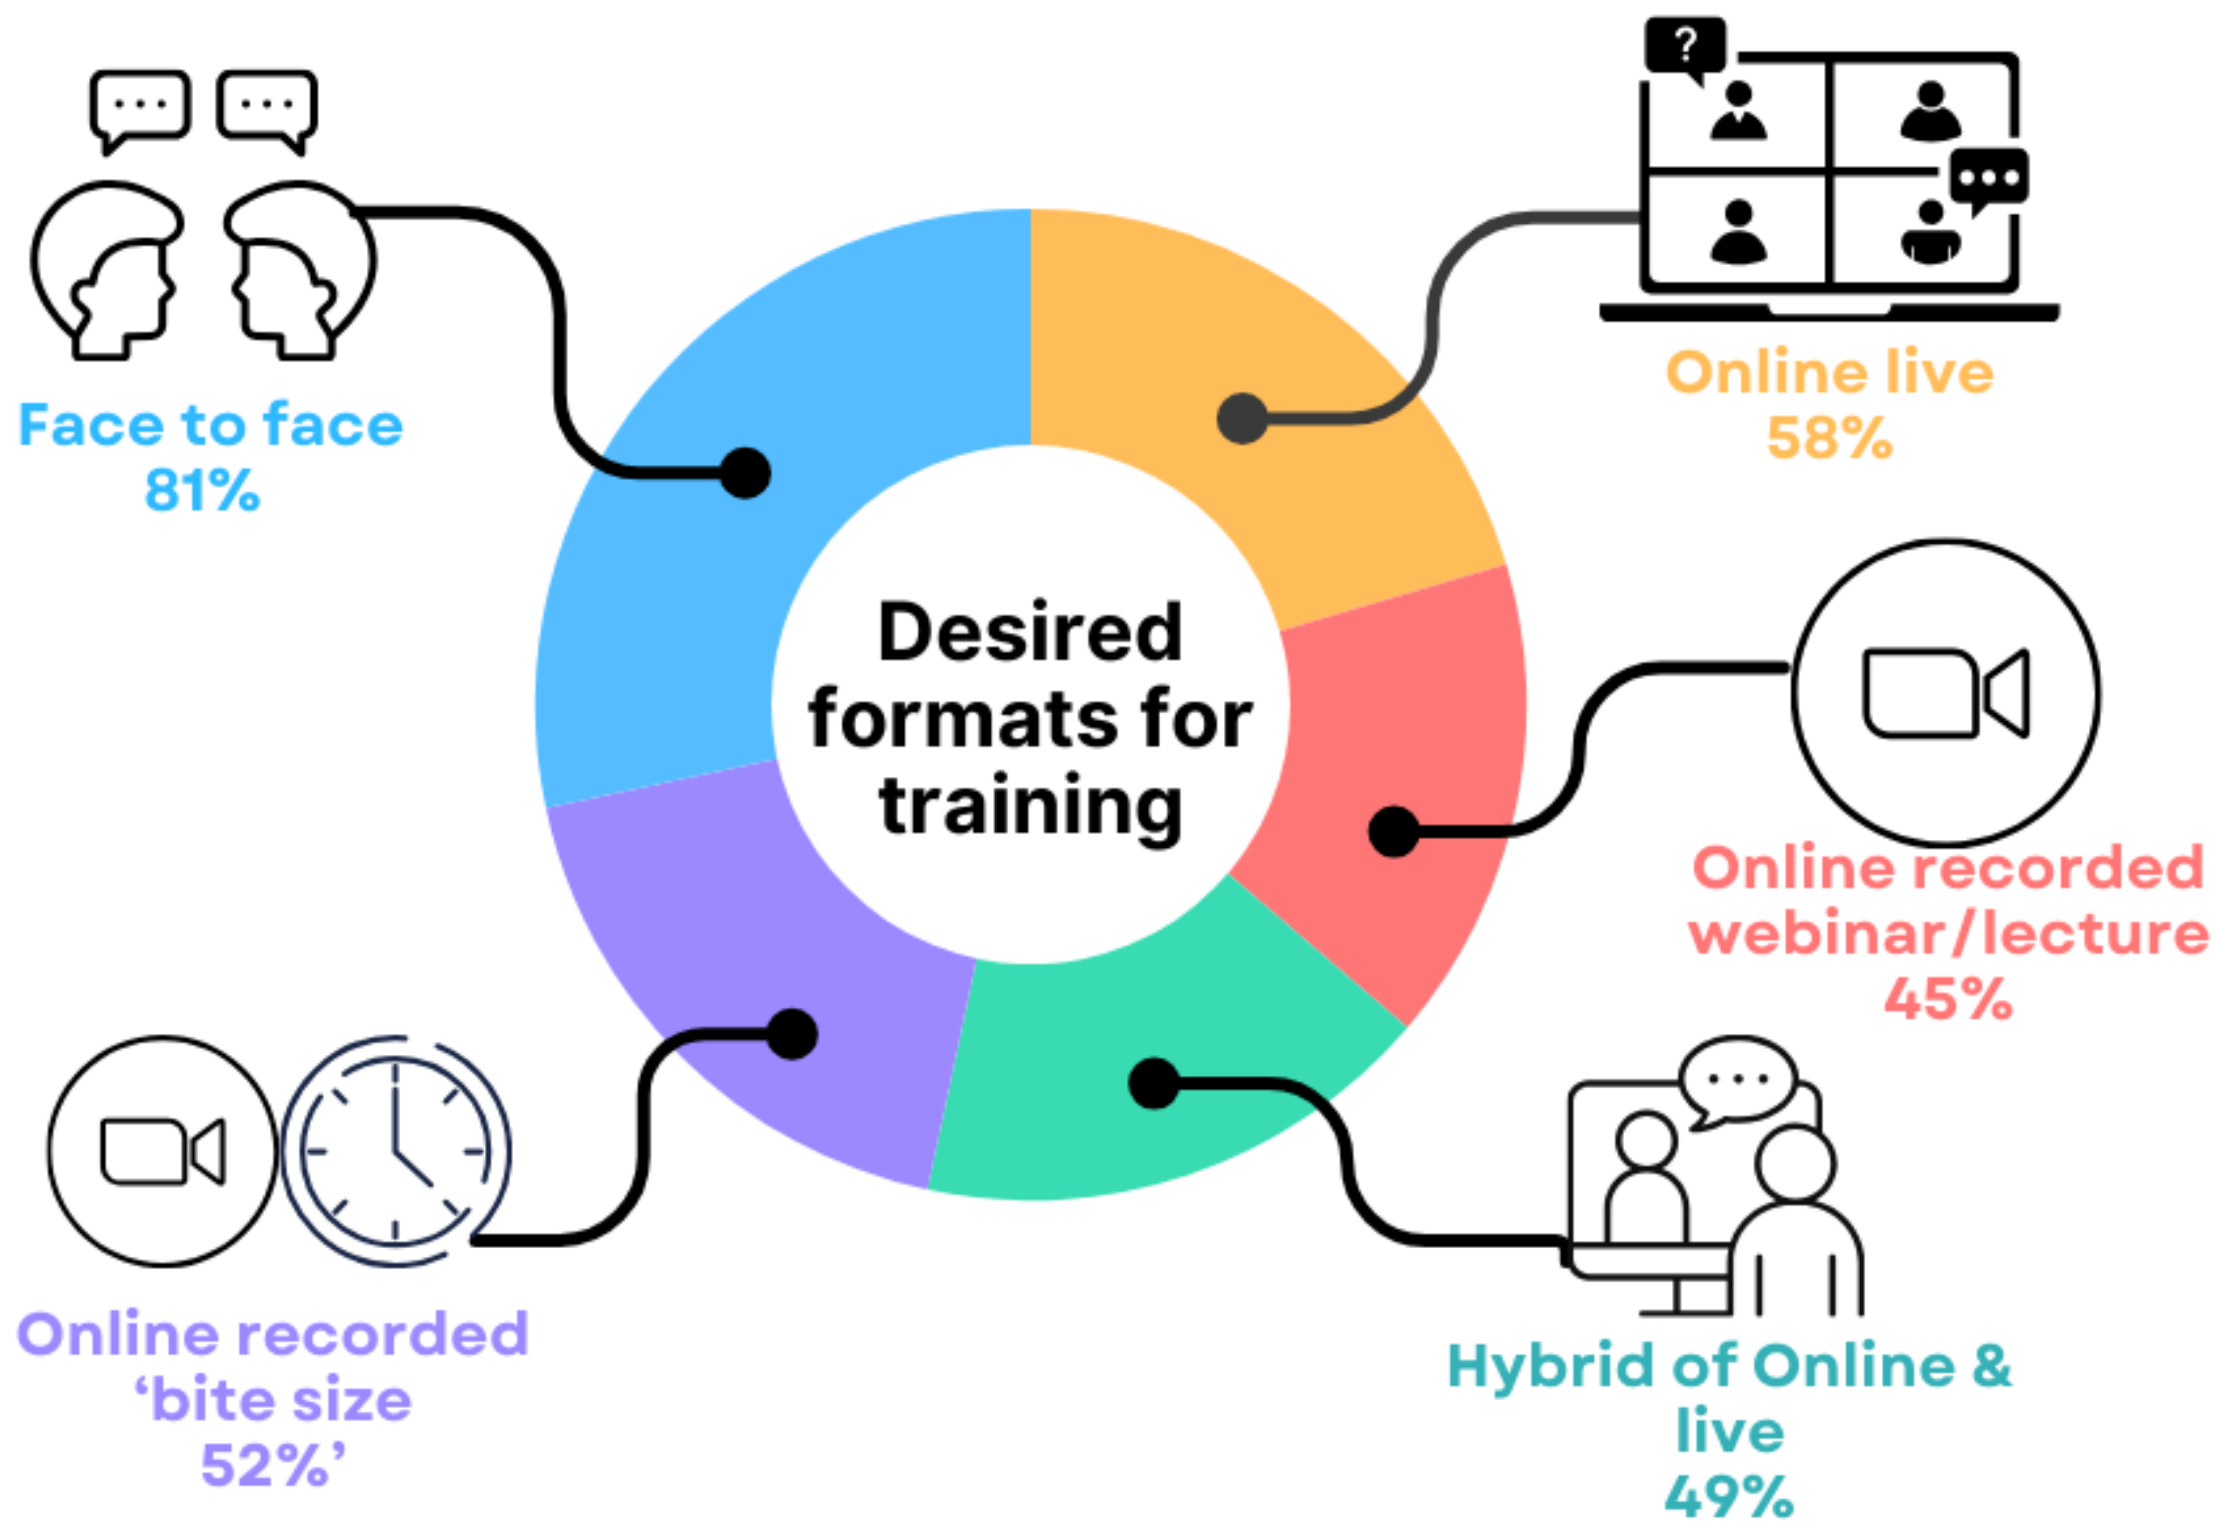 ?
Face to face
81%
Online live
58%
Desired
formats for
training
Online recorded
webinar/lecture
45%
Online recorded
‘bite size
52%’
Hybrid of Online &
live
49%